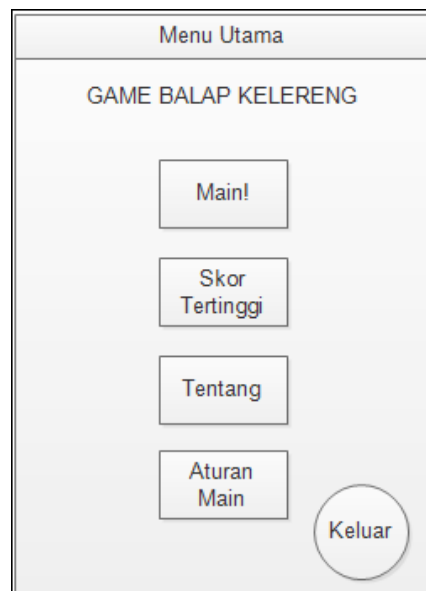 Menu Utama
GAME BALAP KELERENG
Main!
Skor
Tertinggi
Tentang
Aturan
Main
Keluar